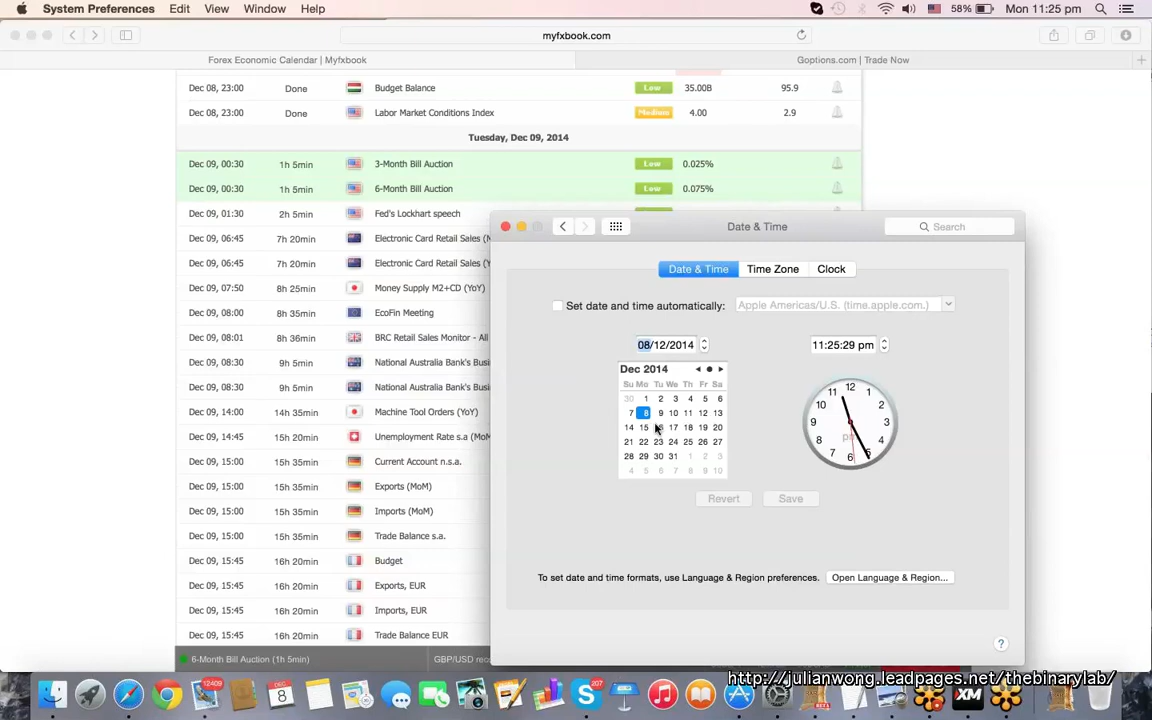 System Preferences Edit View Window Help 58% Mon 11:25 pm
myfxbook.com
Forex Economic Calendar | Myfxbook Goptions.com | Trade Now
Dec 08, 23:00 Done Budget Balance Low 35.00B 95.9
Dec 08, 23:00 Done Labor Market Conditions Index Medium 4.00 2.9
Tuesday, Dec 09, 2014
Dec 09, 00:30 1h 5min 3-Month Bill Auction Low 0.025%
Dec 09, 00:30 1h 5min 6-Month Bill Auction Low 0.075%
Dec 09, 01:30 2h 5min Fed's Lockhart speech
Dec 09, 06:45 7h 20min Electronic Card Retail Sales (M
Dec 09, 06:45 7h 20min Electronic Card Retail Sales (Y
Dec 09, 07:50 8h 25min Money Supply M2+CD (YoY)
Dec 09, 08:00 8h 35min EcoFin Meeting
Dec 09, 08:01 8h 36min BRC Retail Sales Monitor - All
Dec 09, 08:30 9h 5min National Australia Bank's Busi
Dec 09, 08:30 9h 5min National Australia Bank's Busi
Dec 09, 14:00 14h 35min Machine Tool Orders (YoY)
Dec 09, 14:45 15h 20min Unemployment Rate s.a (MoM
Dec 09, 15:00 15h 35min Current Account n.s.a.
Dec 09, 15:00 15h 35min Exports (MoM)
Dec 09, 15:00 15h 35min Imports (MoM)
Dec 09, 15:00 15h 35min Trade Balance s.a.
Dec 09, 15:45 16h 20min Budget
Dec 09, 15:45 16h 20min Exports, EUR
Dec 09, 15:45 16h 20min Imports, EUR
Dec 09, 15:45 16h 20min Trade Balance EUR
6-Month Bill Auction (1h 5min) GBP/USD
Date & Time Search
Date & Time Time Zone Clock
Set date and time automatically: Apple Americas/U.S. (time.apple.com.)
08/12/2014 11:25:29 pm
Dec 2014
Su Mo Tu We Th Fr Sa
30 1 2 3 4 5 6
7 8 9 10 11 12 13
14 15 17 18 19 20
21 22 23 24 25 26 27
28 29 30 31 1 2 3
4 5 6 7 8 9 10
12 1 2 3 4 5 6 7 8 9 10 11
Revert Save
To set date and time formats, use Language & Region preferences. Open Language & Region...
?
12409 DEC 8 207 XM
http://julianwong.leadpages.net/thebinarylab/